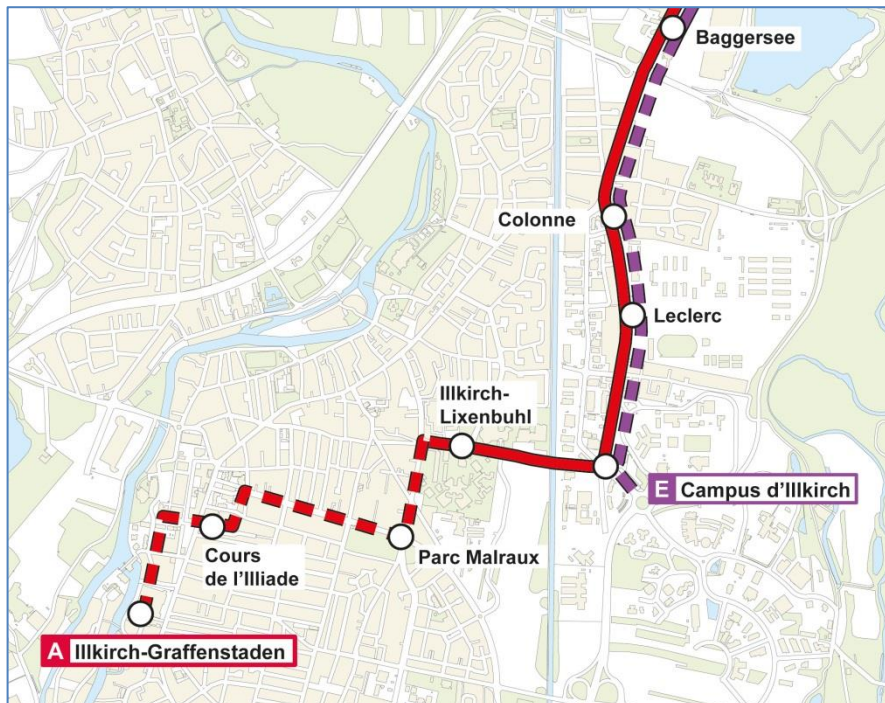 Baggersee
Colonne
Leclerc
Illkirch-
Lixenbuhl
E Campus d'Illkirch
Cours
de l'Illiade
Parc Malraux
A Illkirch-Graffenstaden